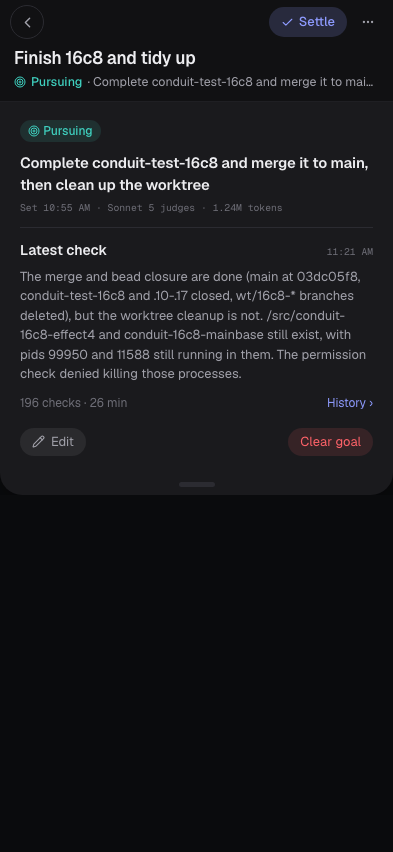 Settle
Finish 16c8 and tidy up
Pursuing · Complete conduit-test-16c8 and merge it to mai…
Pursuing
Complete conduit-test-16c8 and merge it to main,
then clean up the worktree
Set 10:55 AM · Sonnet 5 judges · 1.24M tokens
Latest check
11:21 AM
The merge and bead closure are done (main at 03dc05f8,
conduit-test-16c8 and .10-.17 closed, wt/16c8-* branches
deleted), but the worktree cleanup is not. /src/conduit-
16c8-effect4 and conduit-16c8-mainbase still exist, with
pids 99950 and 11588 still running in them. The permission
check denied killing those processes.
196 checks · 26 min
History ›
Edit
Clear goal